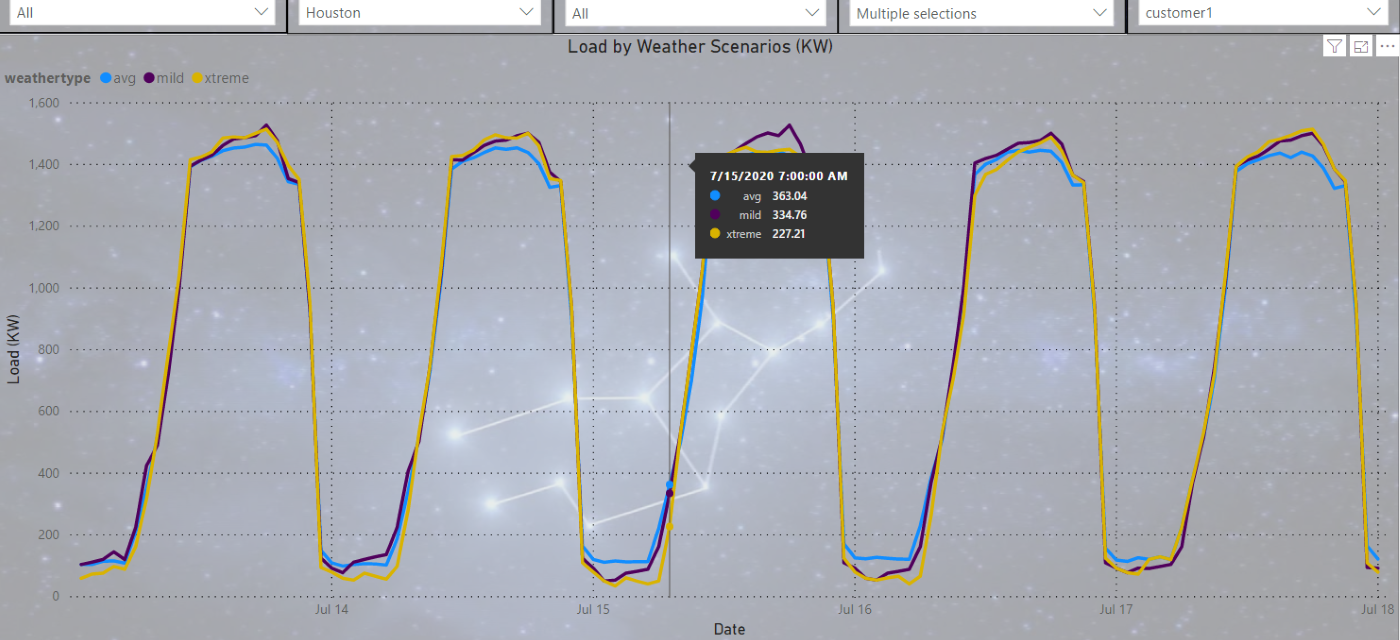 All Houston All Multiple selections customer1
Load by Weather Scenarios (KW)
weathertype avg mild xtreme
1,600
1,400
1,200
1,000
800
600
400
200
0
Load (KW)
7/15/2020 7:00:00 AM
avg 363.04
mild 334.76
xtreme 227.21
Jul 14 Jul 15 Jul 16 Jul 17 Jul 18
Date